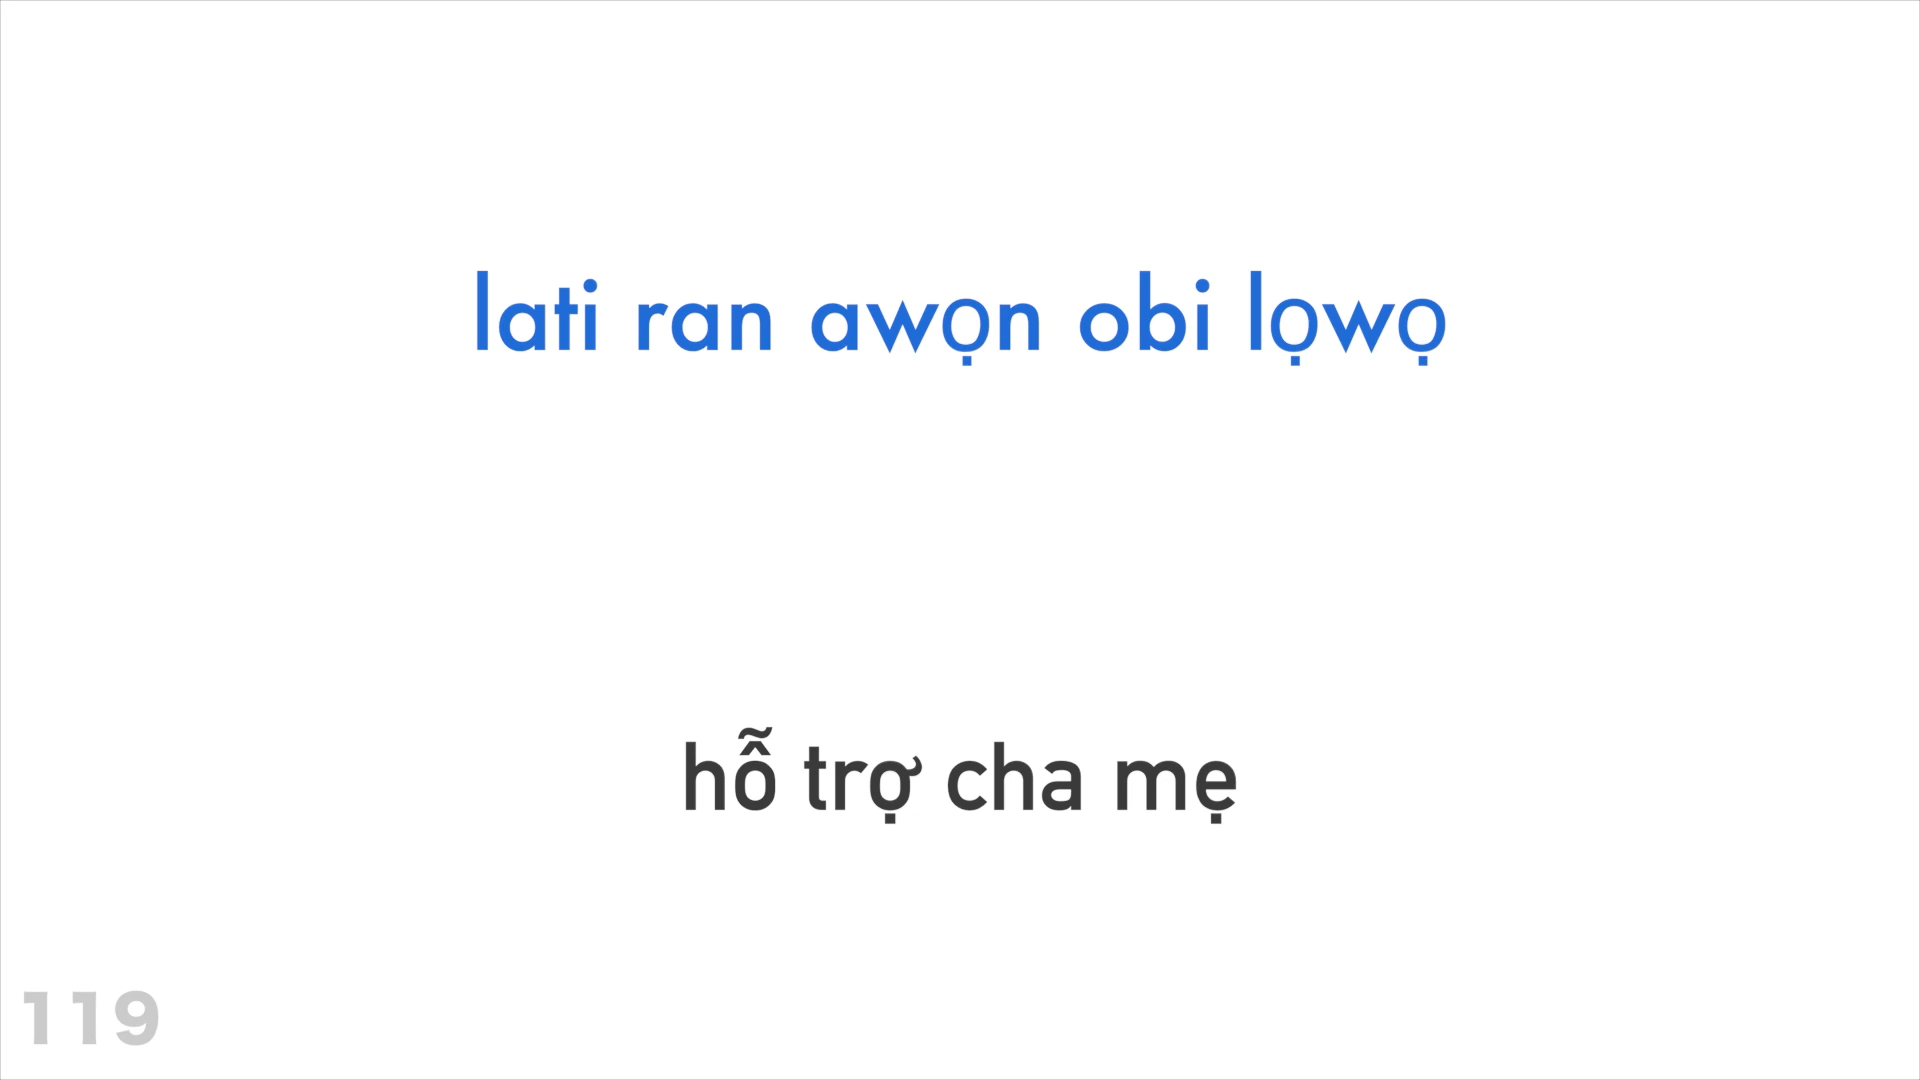 lati ran awọn obi lọwọ
hỗ trợ cha mẹ
119